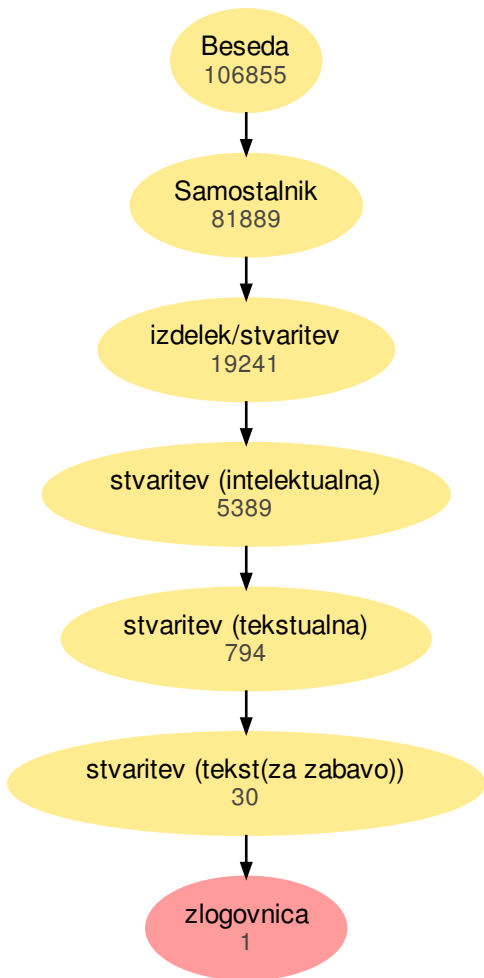 Beseda
106855
Samostalnik
81889
izdelek/stvaritev
19241
stvaritev (intelektualna)
5389
stvaritev (tekstualna)
794
stvaritev (tekst(za zabavo))
30
zlogovnica
1